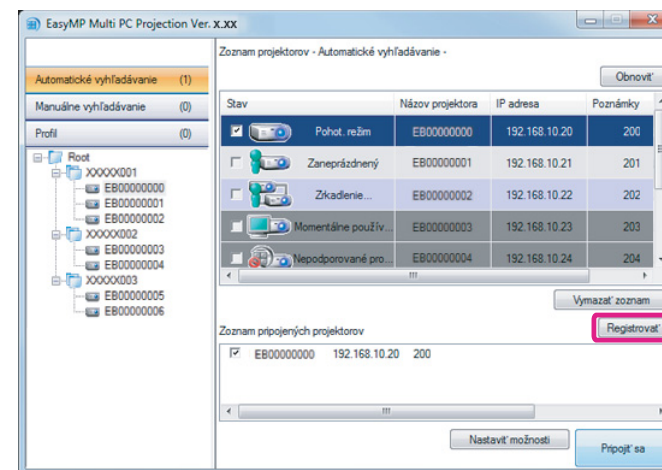 EasyMP Multi PC Projection Ver. X.XX
Zoznam projektorov - Automatické vyhľadávanie -
Automatické vyhľadávanie (1)
Obnoviť
Manuálne vyhľadávanie (0)
Profil (0)
Root
XXXXX001
EB00000000
EB00000001
EB00000002
XXXXX002
EB00000003
EB00000004
XXXXX003
EB00000005
EB00000006
Stav Názov projektora IP adresa Poznámky
Pohot. režim EB00000000 192.168.10.20 200
Zaneprázdnený EB00000001 192.168.10.21 201
Zrkadlenie... EB00000002 192.168.10.22 202
Momentálne použív... EB00000003 192.168.10.23 203
Nepodporované pro... EB00000004 192.168.10.24 204
Vymazať zoznam
Zoznam pripojených projektorov
Registrovať
EB00000000 192.168.10.20 200
Nastaviť možnosti
Pripojiť sa